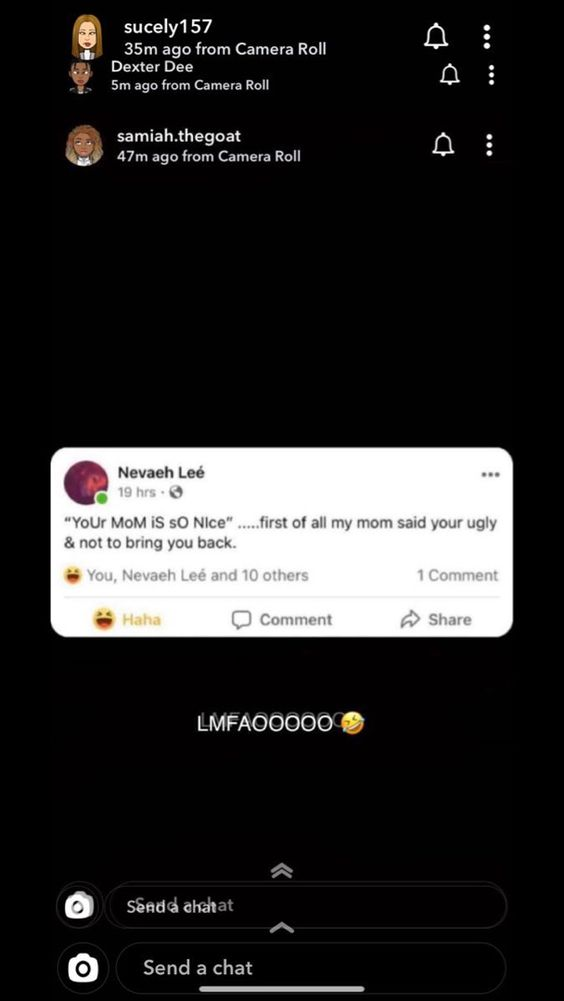 sucely157
35m ago from Camera Roll
Dexter Dee
5m ago from Camera Roll
samiah.thegoat
47m ago from Camera Roll
Nevaeh Leé
19 hrs ·
“YoUr MoM iS sO NIce” .....first of all my mom said your ugly
& not to bring you back.
😆 You, Nevaeh Leé and 10 others
1 Comment
😆 Haha
Comment
Share
LMFAOOOOO 🤣
Send a chat
Send a chat